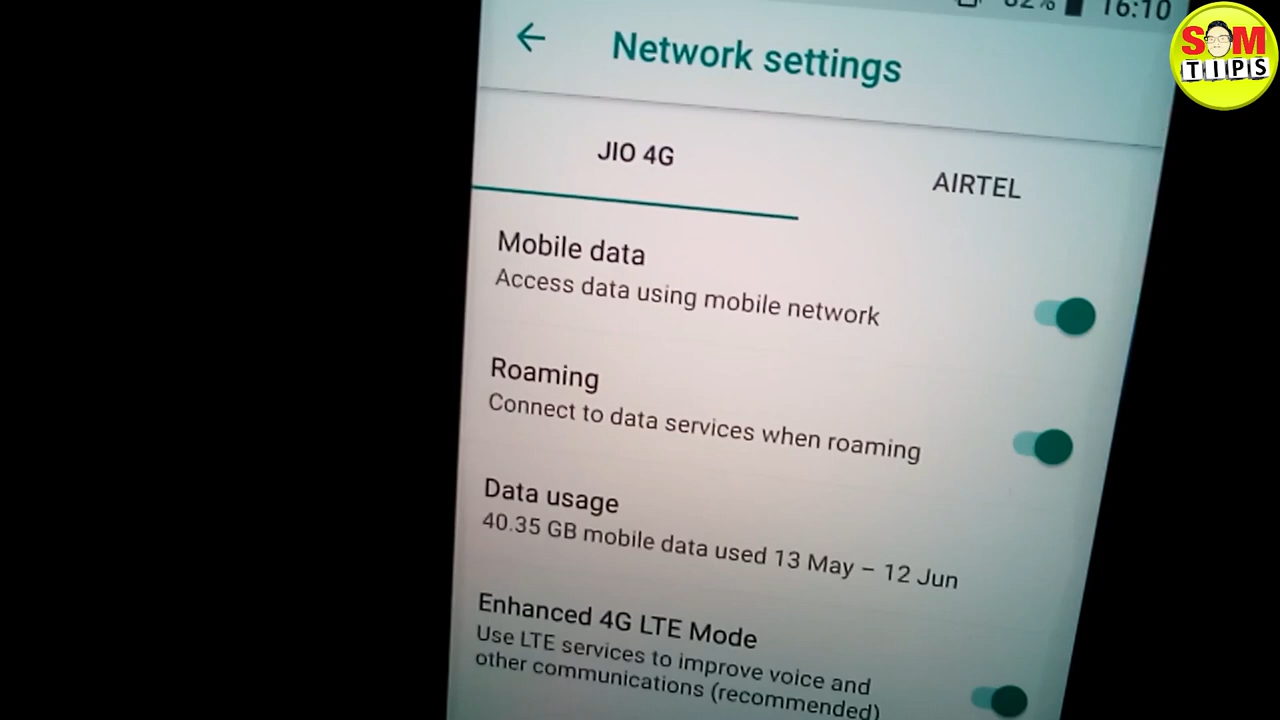 82% 16:10
Network settings
JIO 4G
AIRTEL
Mobile data
Access data using mobile network
Roaming
Connect to data services when roaming
Data usage
40.35 GB mobile data used 13 May – 12 Jun
Enhanced 4G LTE Mode
Use LTE services to improve voice and
other communications (recommended)
SOM
TIPS